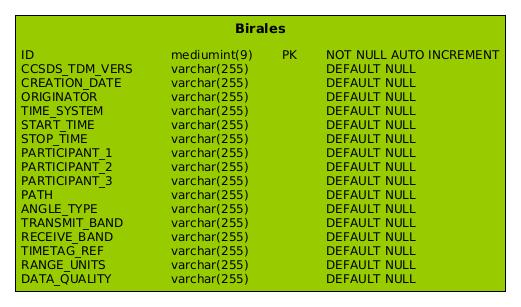 Birales
ID mediumint(9) PK NOT NULL AUTO INCREMENT
CCSDS_TDM_VERS varchar(255) DEFAULT NULL
CREATION_DATE varchar(255) DEFAULT NULL
ORIGINATOR varchar(255) DEFAULT NULL
TIME_SYSTEM varchar(255) DEFAULT NULL
START_TIME varchar(255) DEFAULT NULL
STOP_TIME varchar(255) DEFAULT NULL
PARTICIPANT_1 varchar(255) DEFAULT NULL
PARTICIPANT_2 varchar(255) DEFAULT NULL
PARTICIPANT_3 varchar(255) DEFAULT NULL
PATH varchar(255) DEFAULT NULL
ANGLE_TYPE varchar(255) DEFAULT NULL
TRANSMIT_BAND varchar(255) DEFAULT NULL
RECEIVE_BAND varchar(255) DEFAULT NULL
TIMETAG_REF varchar(255) DEFAULT NULL
RANGE_UNITS varchar(255) DEFAULT NULL
DATA_QUALITY varchar(255) DEFAULT NULL